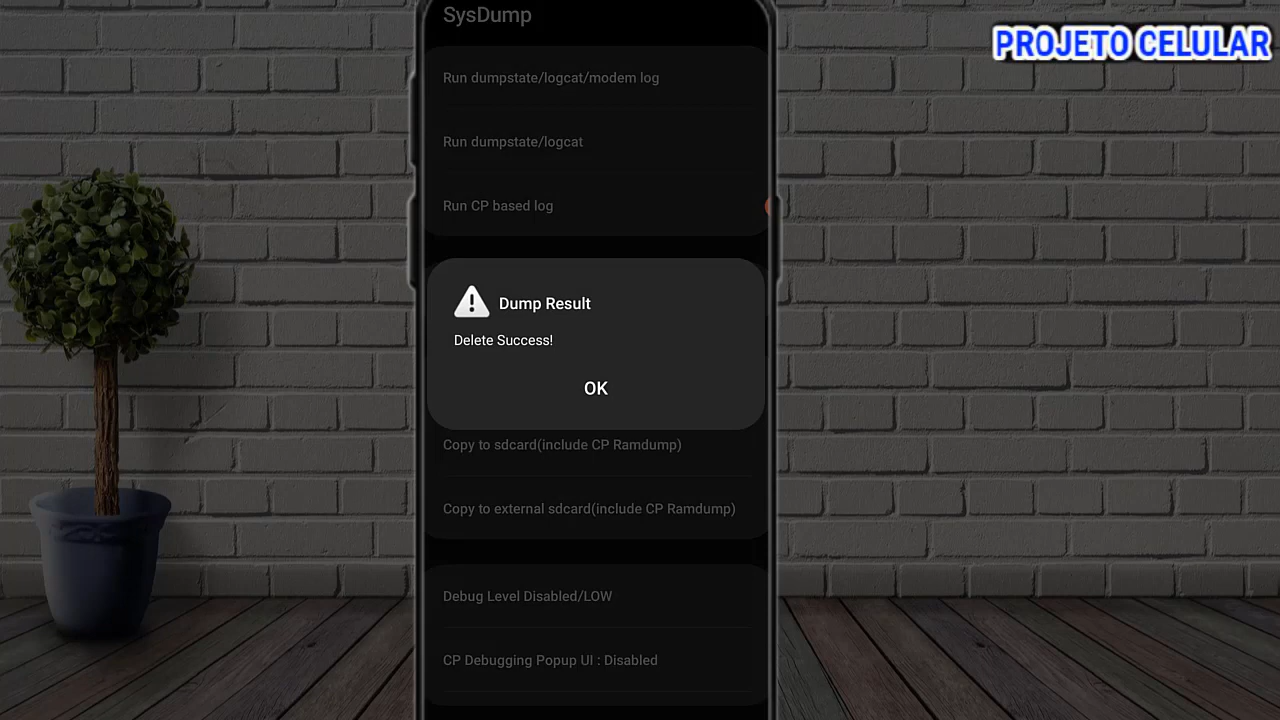 SysDump
PROJETO CELULAR
Run dumpstate/logcat/modem log
Run dumpstate/logcat
Run CP based log
Dump Result
Delete Success!
OK
Copy to sdcard(include CP Ramdump)
Copy to external sdcard(include CP Ramdump)
Debug Level Disabled/LOW
CP Debugging Popup UI : Disabled